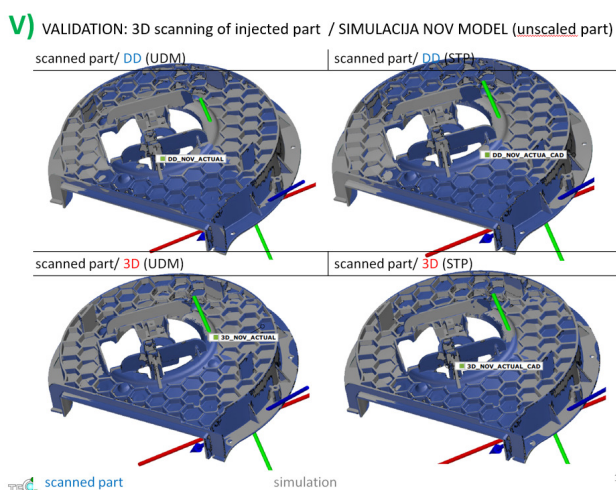 V) VALIDATION: 3D scanning of injected part / SIMULACIJA NOV MODEL (unscaled part)
scanned part/ DD (UDM)
scanned part/ DD (STP)
DD_NOV_ACTUAL
DD_NOV_ACTUA_CAD
scanned part/ 3D (UDM)
scanned part/ 3D (STP)
3D_NOV_ACTUAL
3D_NOV_ACTUAL_CAD
scanned part
simulation